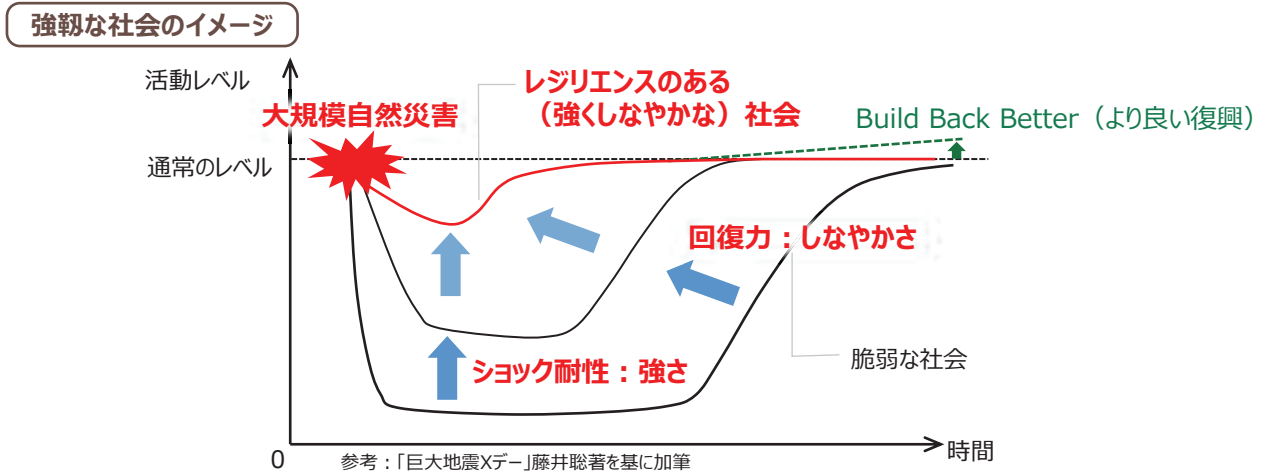 強靱な社会のイメージ
活動レベル
レジリエンスのある
（強くしなやかな）社会
大規模自然災害
Build Back Better（より良い復興）
通常のレベル
回復力：しなやかさ
ショック耐性：強さ
脆弱な社会
時間
0
参考：「巨大地震Xデー」藤井聡著を基に加筆